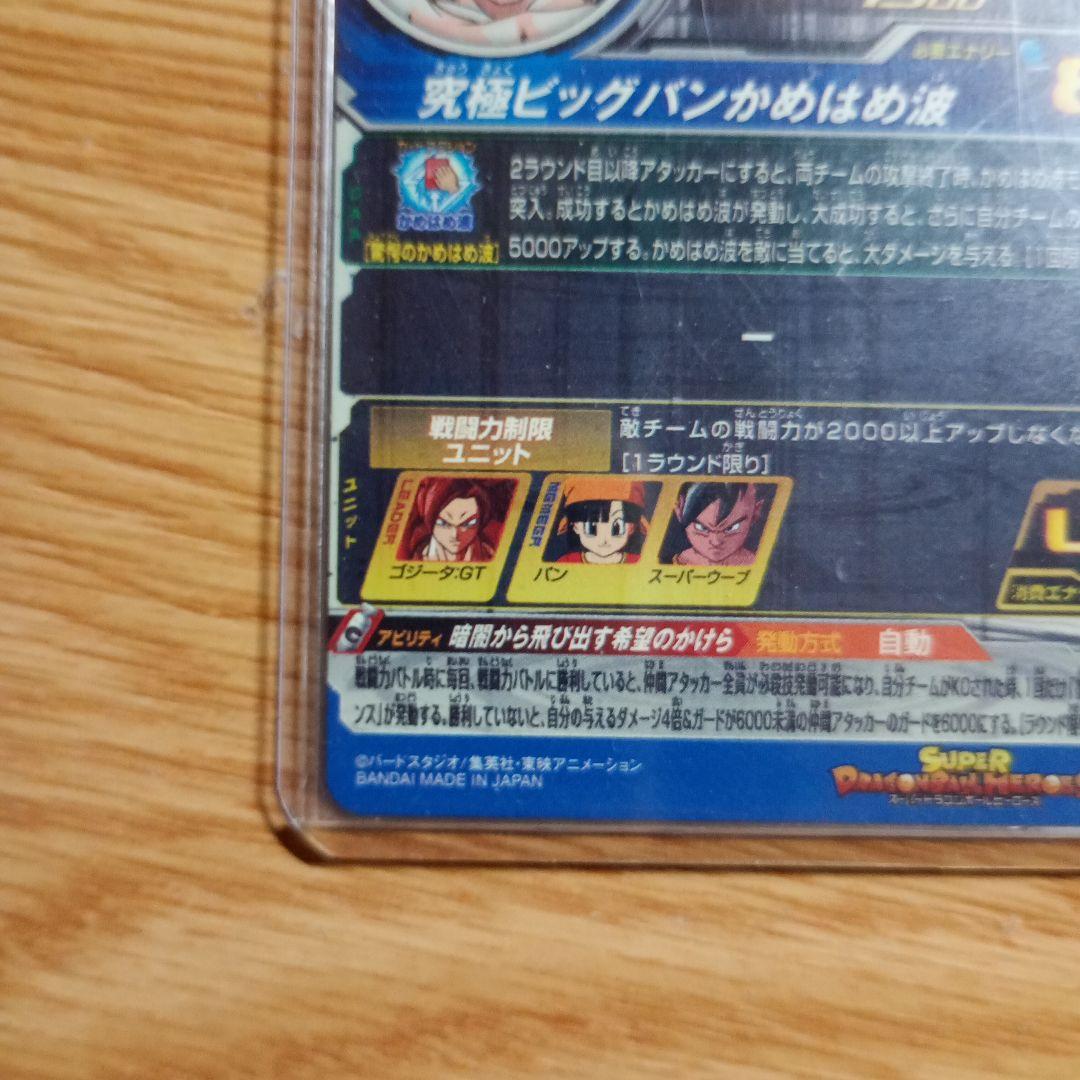 必要エナジー
究極ビッグバンかめはめ波
かめはめ波
[驚愕のかめはめ波]
2ラウンド目以降アタッカーにすると、両チームの攻撃終了時、かめはめ波
突入。成功するとかめはめ波が発動し、大成功すると、さらに自分チームの
5000アップする。かめはめ波を敵に当てると、大ダメージを与える。[1回限
ー
ユニット
戦闘力制限
ユニット
敵チームの戦闘力が2000以上アップしなくな
[1ラウンド限り]
LEADER
ゴジータ:GT
MEMBER
パン
スーパーウーブ
消費エナ
アビリティ 暗闇から飛び出す希望のかけら 発動方式 自動
戦闘力バトル時に毎回、戦闘力バトルに勝利していると、仲間アタッカー全員が必殺技発動可能になり、自分チームがKOされた時、1回だけ
ンス」が発動する。勝利していないと、自分の与えるダメージ4倍&ガードが6000未満の仲間アタッカーのガードを6000にする。[ラウンド
©バードスタジオ/集英社・東映アニメーション
BANDAI MADE IN JAPAN
SUPER
DRAGONBALL HEROES
スーパードラゴンボールヒーローズ